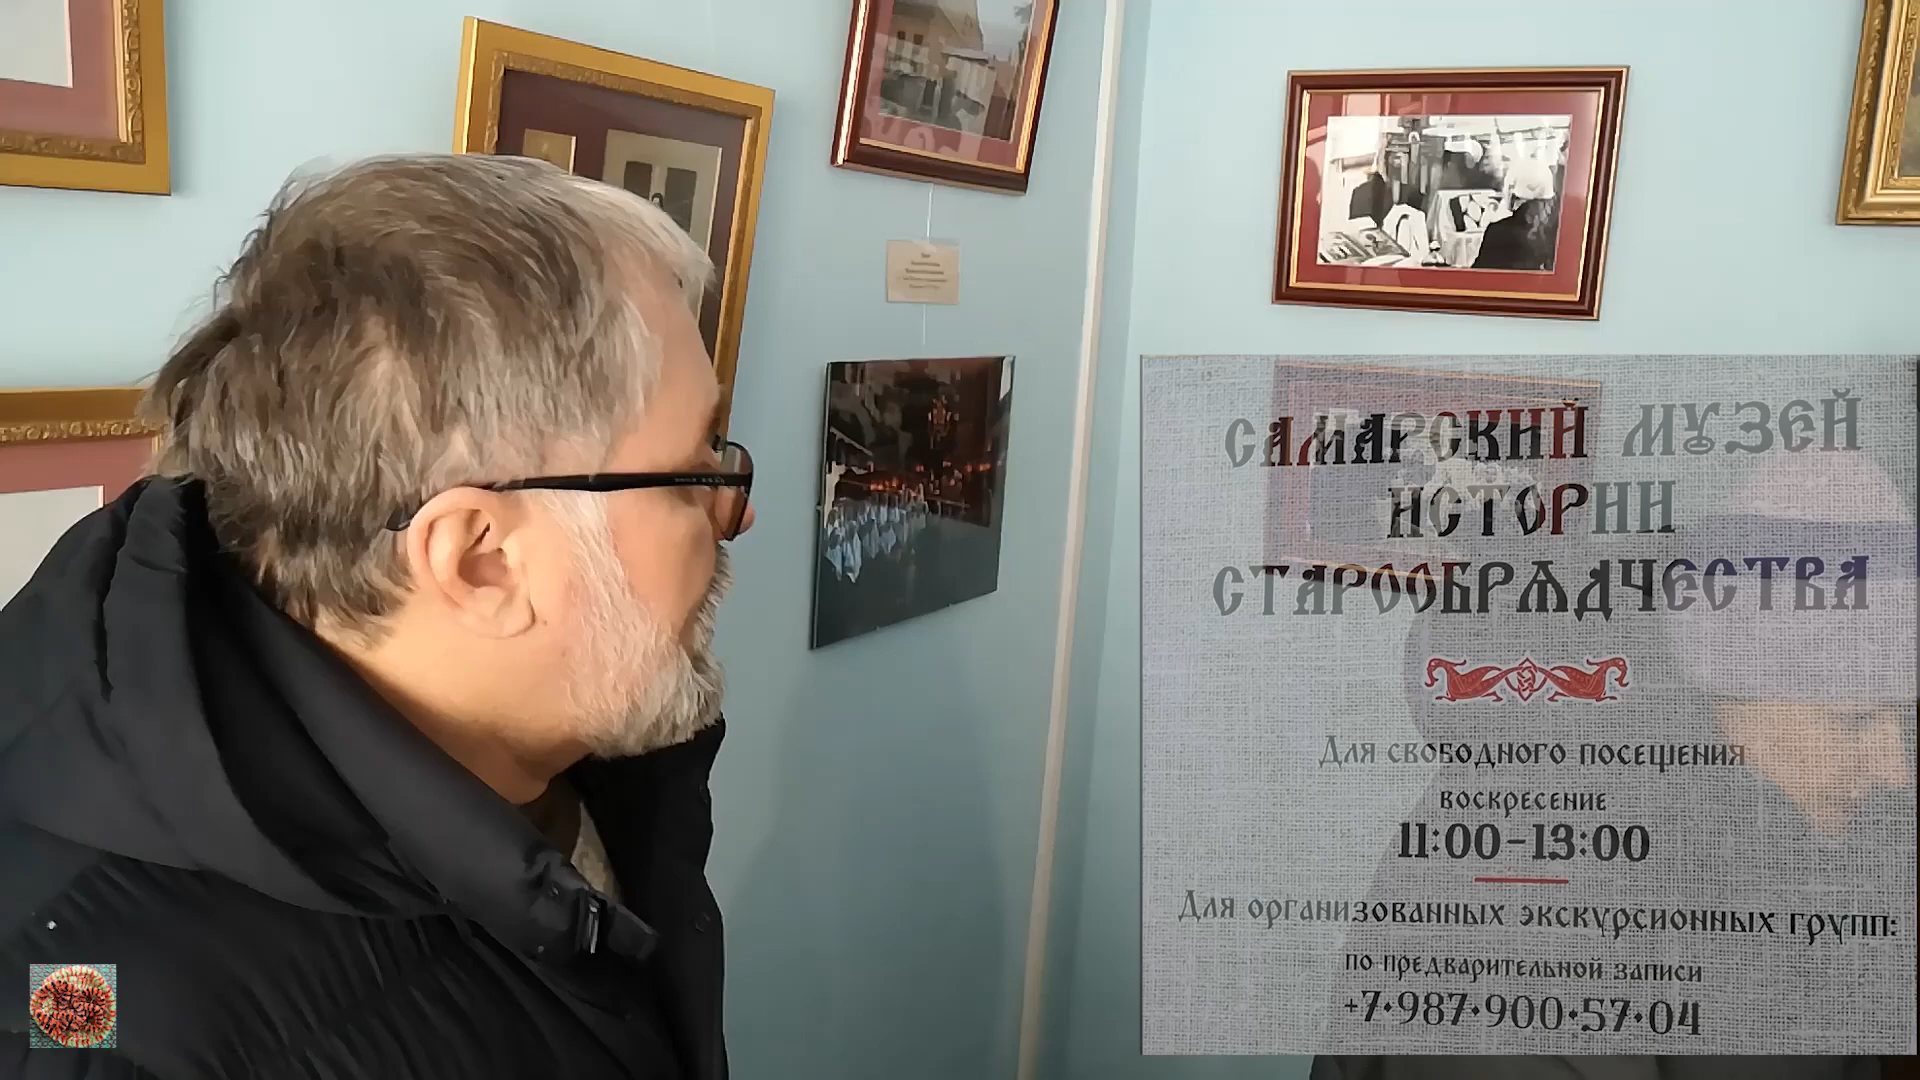 САМАРСКИЙ МУЗЕЙ
ИСТОРИИ
СТАРООБРѦДЧЕСТВА
Для свободного посещения
воскресение
11:00-13:00
Для организованных экскурсионных групп:
по предварительной записи
+7·987·900·57·04